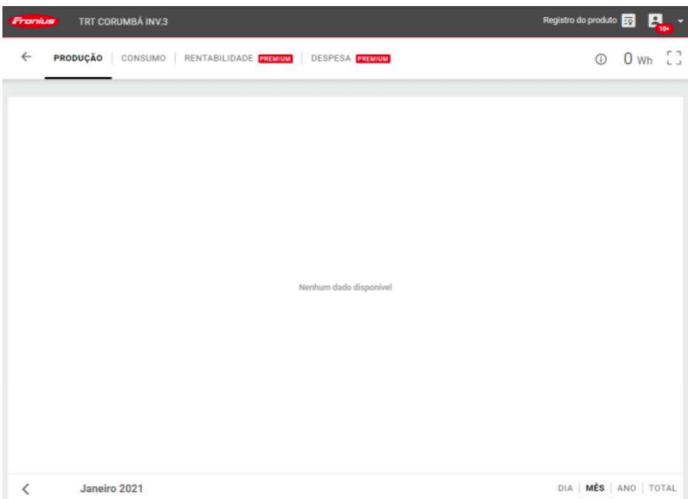 Fronius TRT CORUMBÁ INV.3 Registro do produto 10+
PRODUÇÃO CONSUMO RENTABILIDADE PREMIUM DESPESA PREMIUM 0 Wh
Nenhum dado disponível
Janeiro 2021 DIA MÊS ANO TOTAL